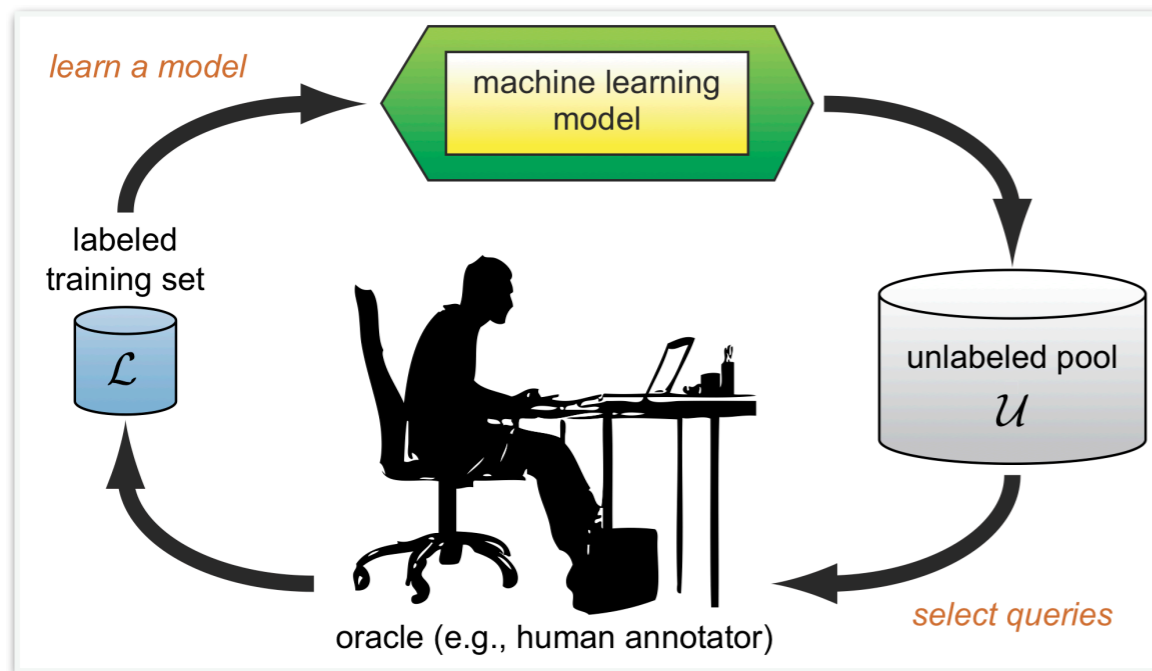 learn a model
machine learning
model
labeled
training set
ℒ
unlabeled pool
𝒰
oracle (e.g., human annotator)
select queries